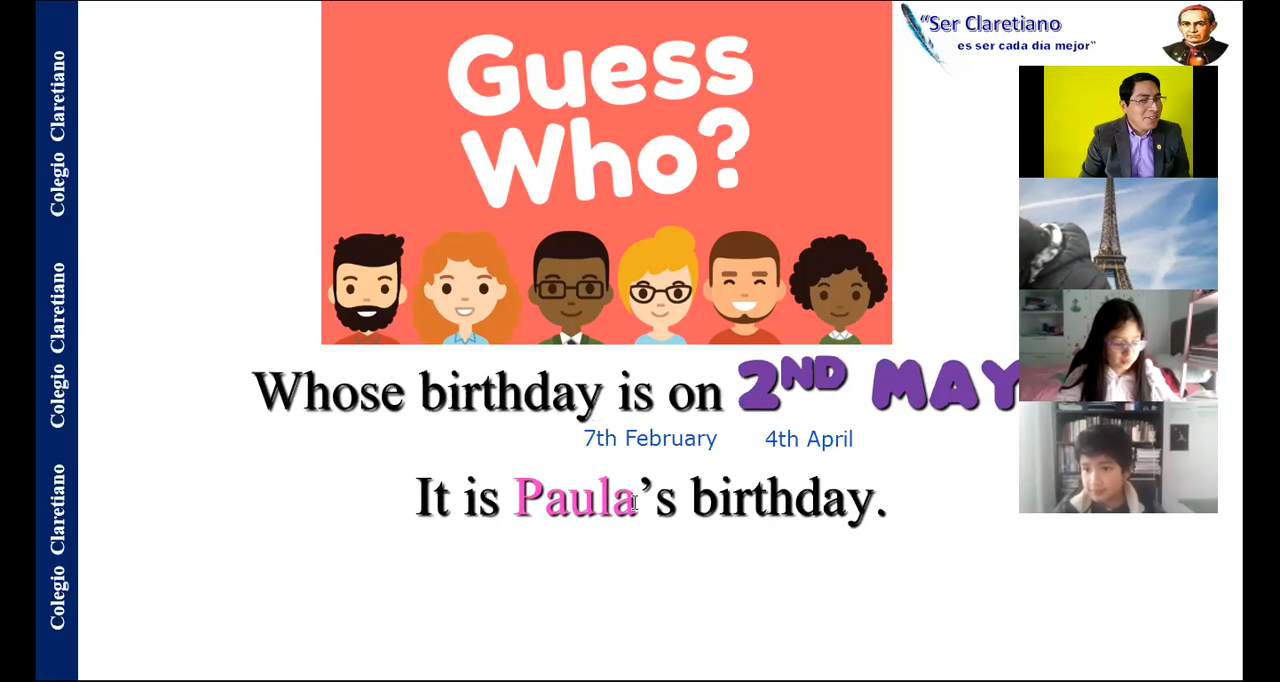 Guess
Who?
"Ser Claretiano
es ser cada día mejor"
Whose birthday is on 2ND MAY
7th February 4th April
It is Paula's birthday.
Colegio Claretiano
Colegio Claretiano
Colegio Claretiano